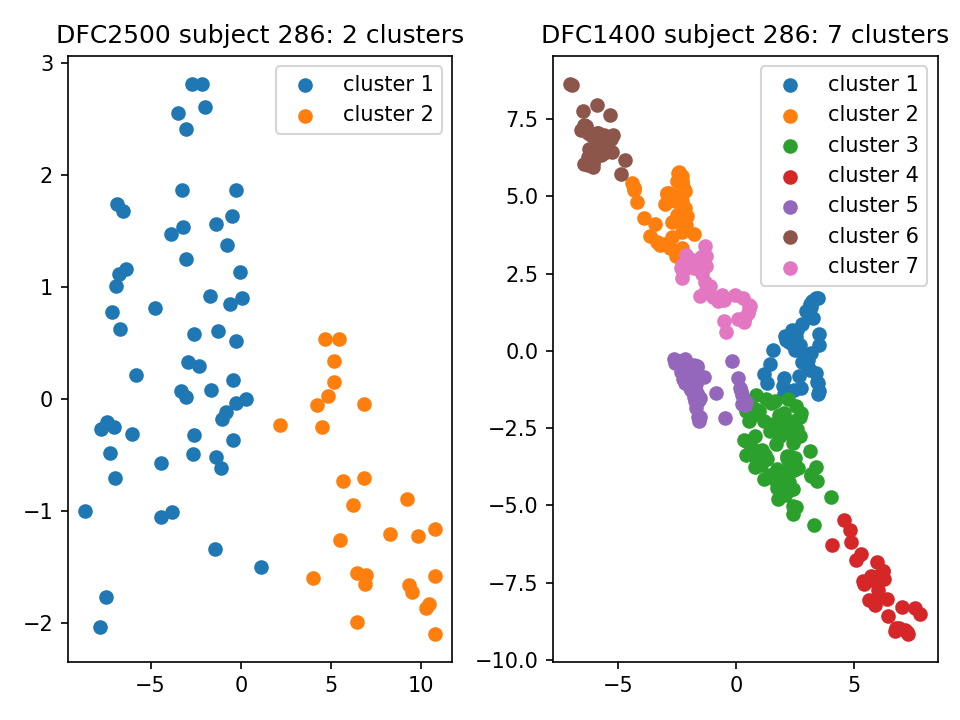 DFC2500 subject 286: 2 clusters
cluster 1
cluster 2
3
2
1
0
−1
−2
−5
0
5
10
DFC1400 subject 286: 7 clusters
cluster 1
cluster 2
cluster 3
cluster 4
cluster 5
cluster 6
cluster 7
7.5
5.0
2.5
0.0
−2.5
−5.0
−7.5
−10.0
−5
0
5